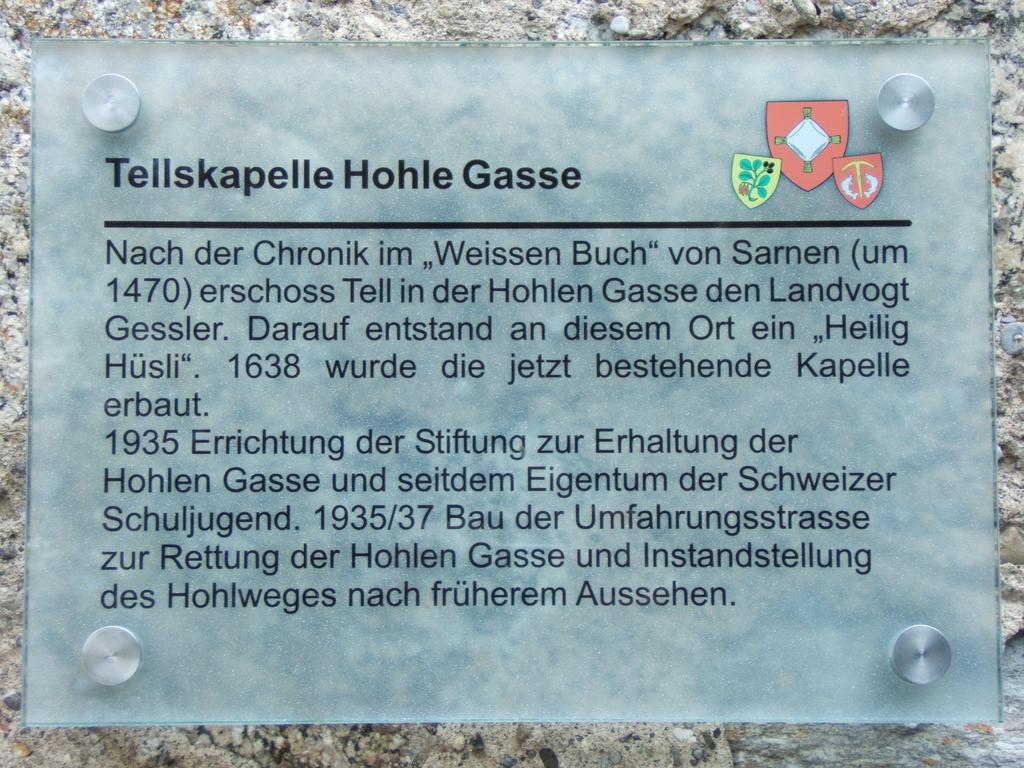 Tellskapelle Hohle Gasse
Nach der Chronik im „Weissen Buch“ von Sarnen (um
1470) erschoss Tell in der Hohlen Gasse den Landvogt
Gessler. Darauf entstand an diesem Ort ein „Heilig
Hüsli“. 1638 wurde die jetzt bestehende Kapelle
erbaut.
1935 Errichtung der Stiftung zur Erhaltung der
Hohlen Gasse und seitdem Eigentum der Schweizer
Schuljugend. 1935/37 Bau der Umfahrungsstrasse
zur Rettung der Hohlen Gasse und Instandstellung
des Hohlweges nach früherem Aussehen.